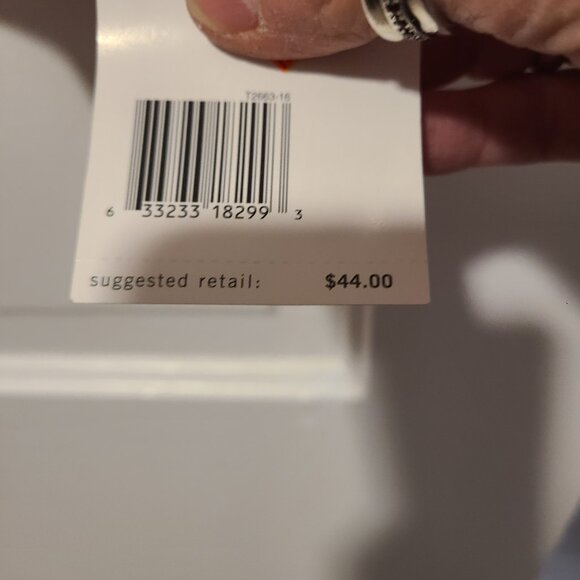 T2663-16
6 33233 18299 3
suggested retail: $44.00